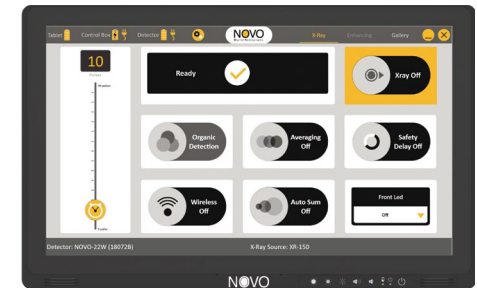 Tablet Control Box Detector NOVO X-Ray Enhancing Gallery
10
Pulses
Ready
Xray Off
Organic
Detection
Averaging
Off
Safety
Delay Off
Wireless
Off
Auto Sum
Off
Front Led
Off
Detector: NOVO-22W (18072B) X-Ray Source: XR-150
NOVO